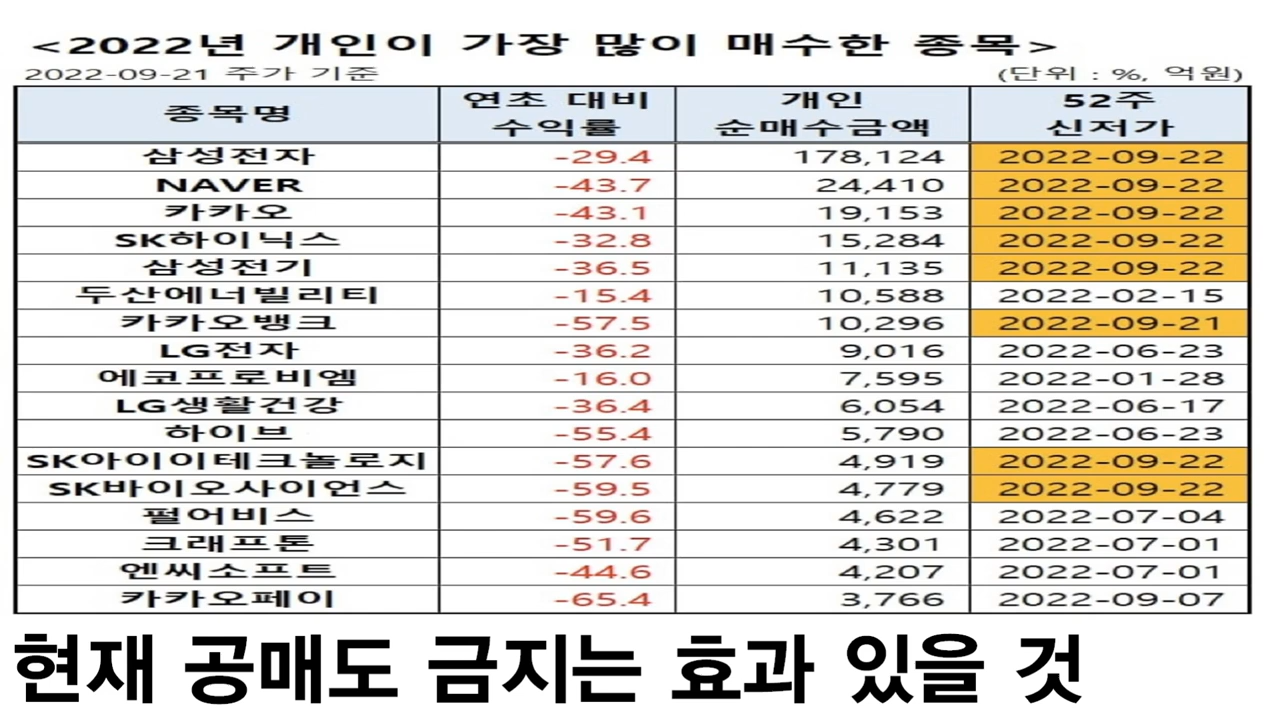 <2022년 개인이 가장 많이 매수한 종목>
2022-09-21 주가 기준 (단위 : %, 억원)
종목명 연초 대비 수익률 개인 순매수금액 52주 신저가
삼성전자 -29.4 178,124 2022-09-22
NAVER -43.7 24,410 2022-09-22
카카오 -43.1 19,153 2022-09-22
SK하이닉스 -32.8 15,284 2022-09-22
삼성전기 -36.5 11,135 2022-09-22
두산에너빌리티 -15.4 10,588 2022-02-15
카카오뱅크 -57.5 10,296 2022-09-21
LG전자 -36.2 9,016 2022-06-23
에코프로비엠 -16.0 7,595 2022-01-28
LG생활건강 -36.4 6,054 2022-06-17
하이브 -55.4 5,790 2022-06-23
SK아이이테크놀로지 -57.6 4,919 2022-09-22
SK바이오사이언스 -59.5 4,779 2022-09-22
펄어비스 -59.6 4,622 2022-07-04
크래프톤 -51.7 4,301 2022-07-01
엔씨소프트 -44.6 4,207 2022-07-01
카카오페이 -65.4 3,766 2022-09-07
현재 공매도 금지는 효과 있을 것